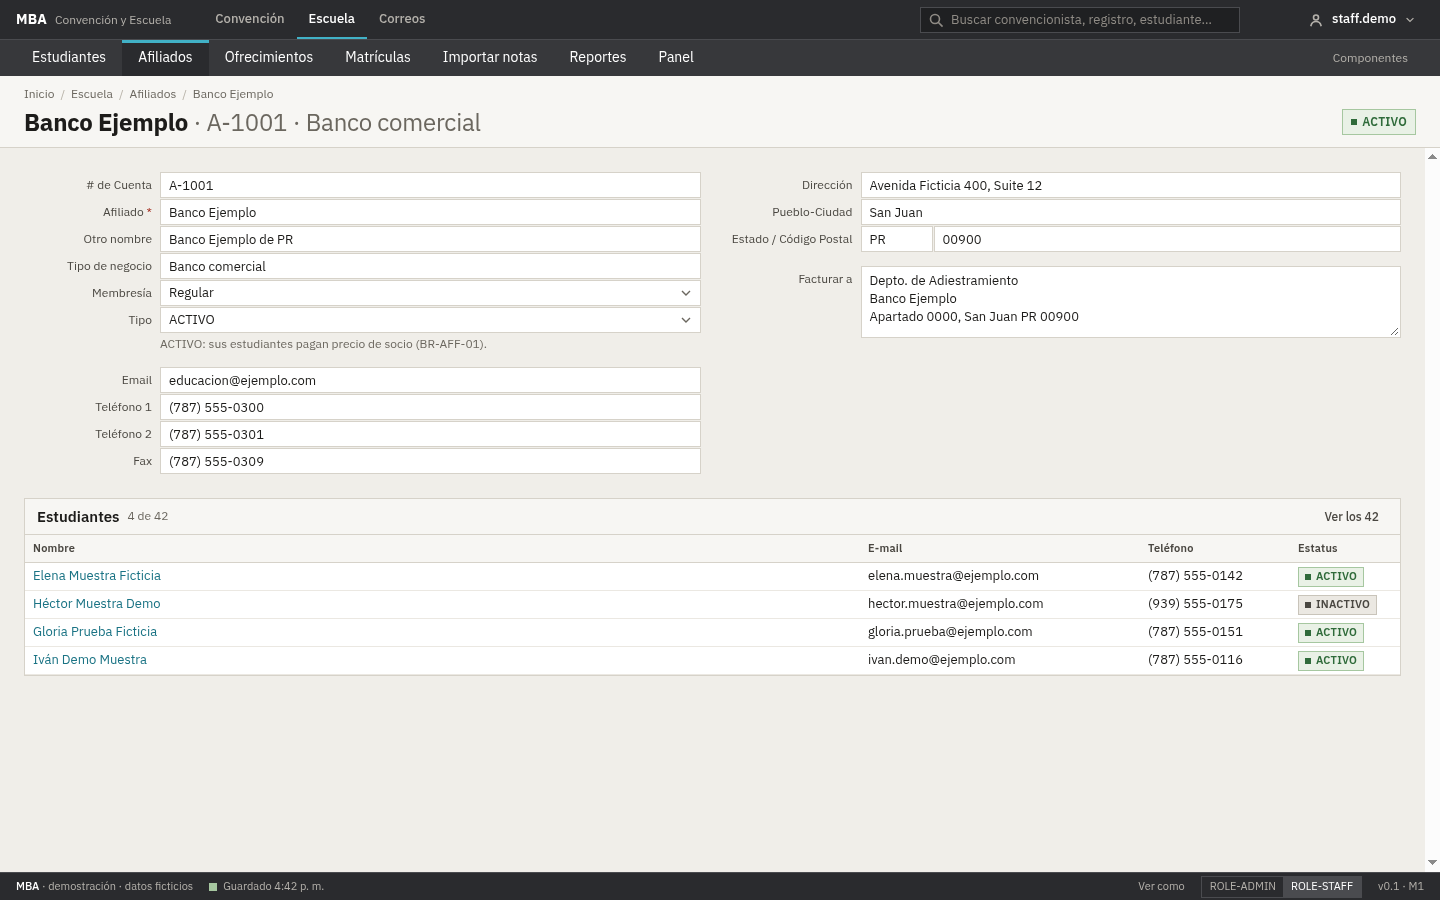 MBA Convención y Escuela Convención Escuela Correos Buscar convencionista, registro, estudiante... staff.demo
Estudiantes Afiliados Ofrecimientos Matrículas Importar notas Reportes Panel Componentes
Inicio / Escuela / Afiliados / Banco Ejemplo
Banco Ejemplo · A-1001 · Banco comercial ACTIVO
# de Cuenta A-1001
Afiliado * Banco Ejemplo
Otro nombre Banco Ejemplo de PR
Tipo de negocio Banco comercial
Membresía Regular
Tipo ACTIVO
ACTIVO: sus estudiantes pagan precio de socio (BR-AFF-01).
Email educacion@ejemplo.com
Teléfono 1 (787) 555-0300
Teléfono 2 (787) 555-0301
Fax (787) 555-0309
Dirección Avenida Ficticia 400, Suite 12
Pueblo-Ciudad San Juan
Estado / Código Postal PR 00900
Facturar a Depto. de Adiestramiento
Banco Ejemplo
Apartado 0000, San Juan PR 00900
Estudiantes 4 de 42 Ver los 42
Nombre E-mail Teléfono Estatus
Elena Muestra Ficticia elena.muestra@ejemplo.com (787) 555-0142 ACTIVO
Héctor Muestra Demo hector.muestra@ejemplo.com (939) 555-0175 INACTIVO
Gloria Prueba Ficticia gloria.prueba@ejemplo.com (787) 555-0151 ACTIVO
Iván Demo Muestra ivan.demo@ejemplo.com (787) 555-0116 ACTIVO
MBA · demostración · datos ficticios Guardado 4:42 p. m. Ver como ROLE-ADMIN ROLE-STAFF v0.1 · M1